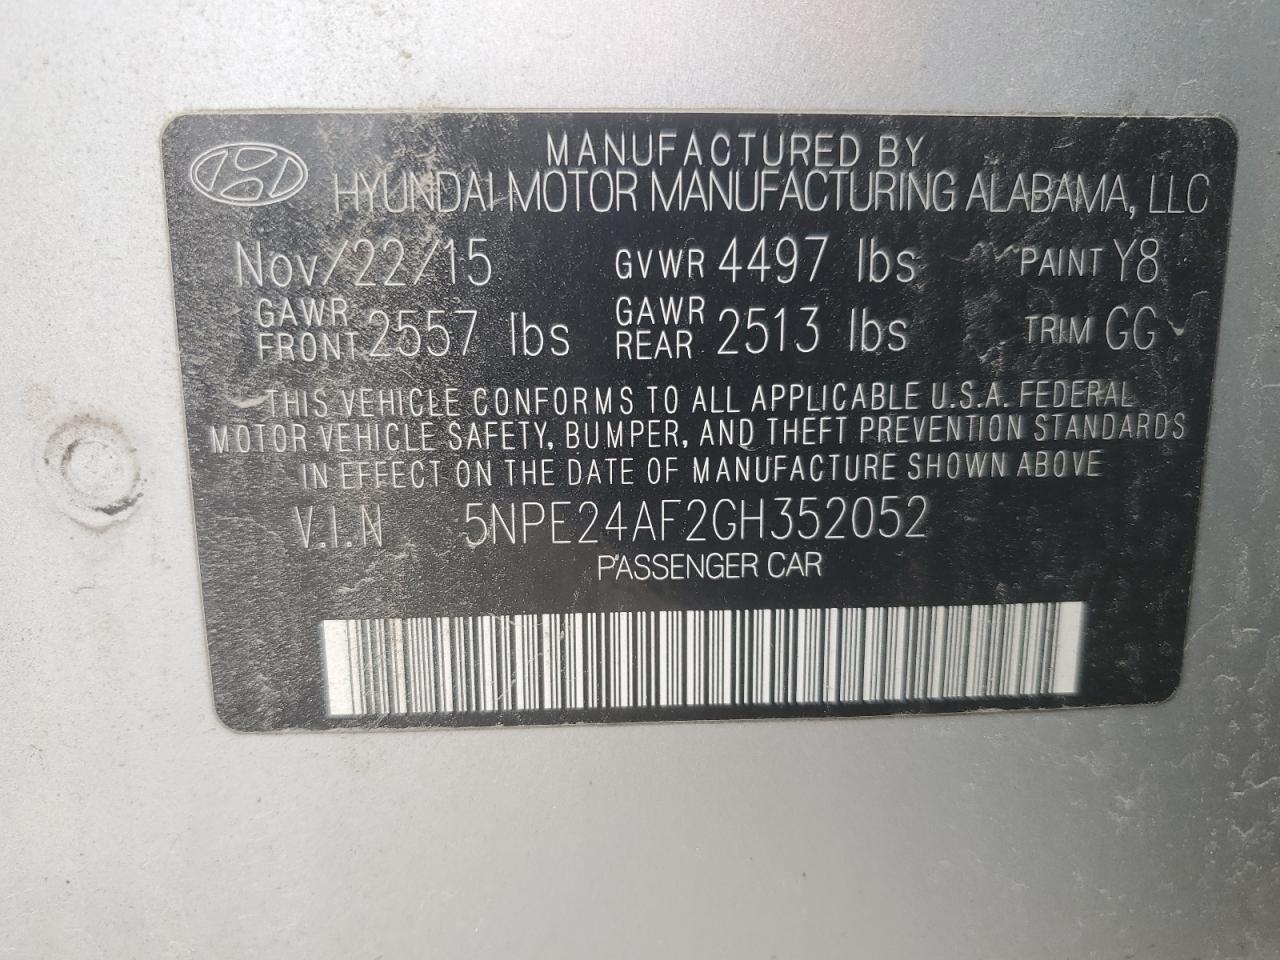 MANUFACTURED BY
HYUNDAI MOTOR MANUFACTURING ALABAMA, LLC
Nov/22/15 GVWR 4497 lbs PAINT Y8
GAWR FRONT 2557 lbs GAWR REAR 2513 lbs TRIM GG
THIS VEHICLE CONFORMS TO ALL APPLICABLE U.S.A. FEDERAL
MOTOR VEHICLE SAFETY, BUMPER, AND THEFT PREVENTION STANDARDS
IN EFFECT ON THE DATE OF MANUFACTURE SHOWN ABOVE
V.I.N 5NPE24AF2GH352052
PASSENGER CAR